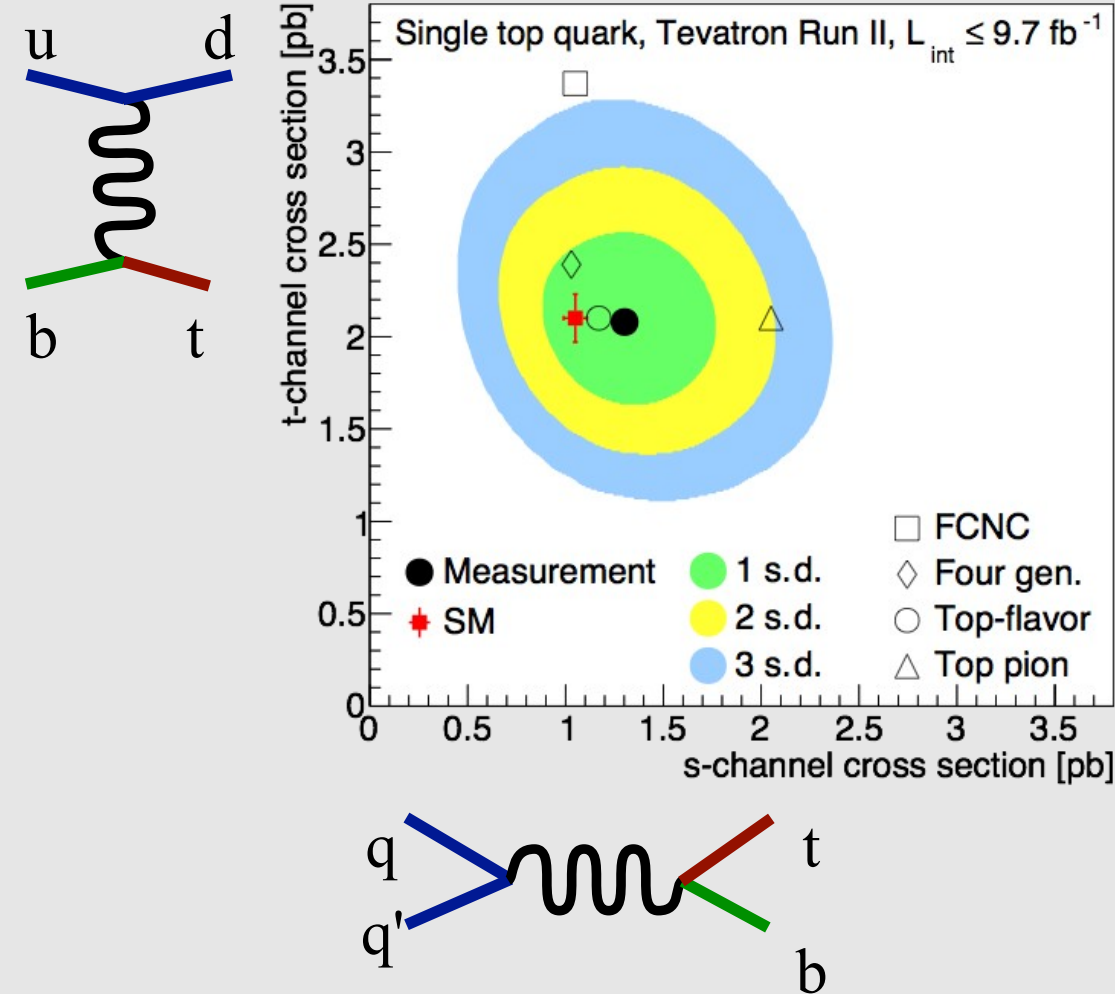 u d
b t
Single top quark, Tevatron Run II, L_int ≤ 9.7 fb⁻¹
t-channel cross section [pb]
3.5
3
2.5
2
1.5
1
0.5
0
Measurement
SM
1 s.d.
2 s.d.
3 s.d.
FCNC
Four gen.
Top-flavor
Top pion
0 0.5 1 1.5 2 2.5 3 3.5
s-channel cross section [pb]
q t
q' b